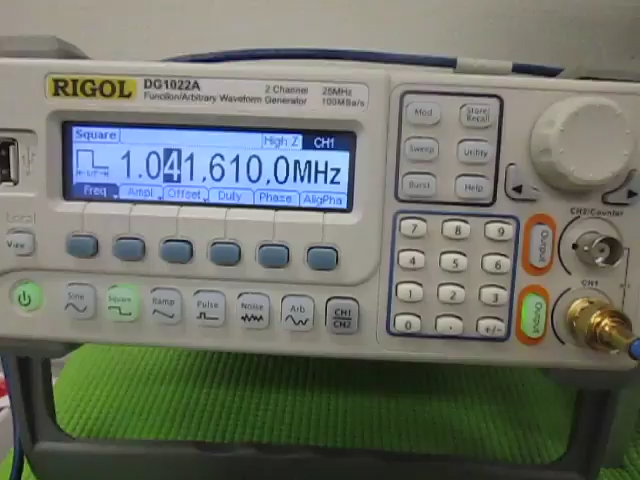 RIGOL DG1022A 2 Channel 25MHz
Function/Arbitrary Waveform Generator 100MSa/s
Square High Z CH1
1.041,610,0MHz
Freq Ampl Offset Duty Phase AligPha
Local
View
Sine Square Ramp Pulse Noise Arb CH1 CH2
Mod Store/Recall
Sweep Utility
Burst Help
7 8 9
4 5 6
1 2 3
0 . +/-
Output
Output
CH2/Counter
CH1